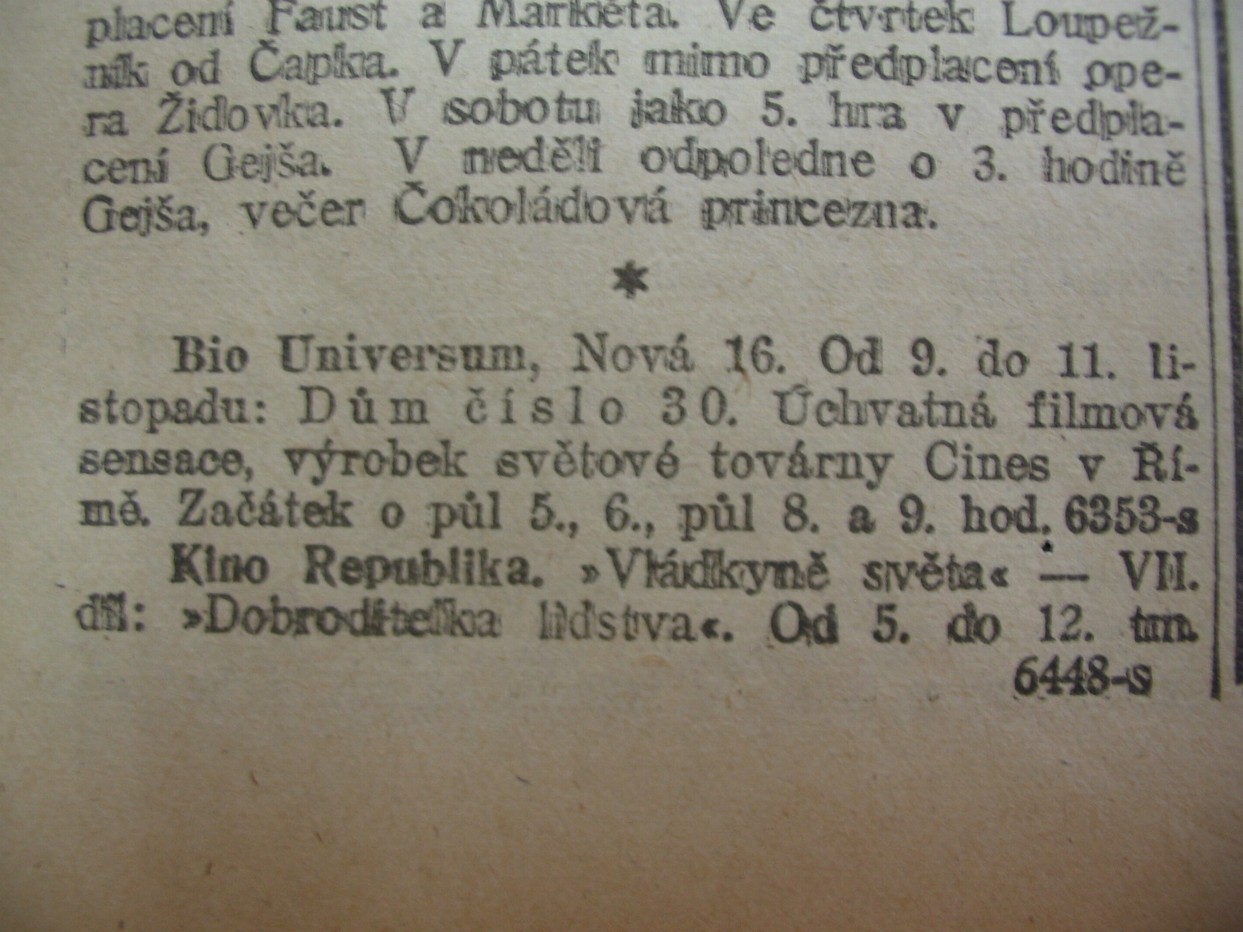 placení Faust a Markéta. Ve čtvrtek Loupež-
ník od Čapka. V pátek mimo předplacení ope-
ra Židovka. V sobotu jako 5. hra v předpla-
cení Gejša. V neděli odpoledne o 3. hodině
Gejša, večer Čokoládová princezna.
*
Bio Universum, Nová 16. Od 9. do 11. li-
stopadu: Dům číslo 30. Úchvatná filmová
sensace, výrobek světové továrny Cines v Ří-
mě. Začátek o půl 5., 6., půl 8. a 9. hod. 6353-s
Kino Republika. »Vládkyně světa« — VII.
díl: »Dobroditelka lidstva«. Od 5. do 12. tm.
6448-s